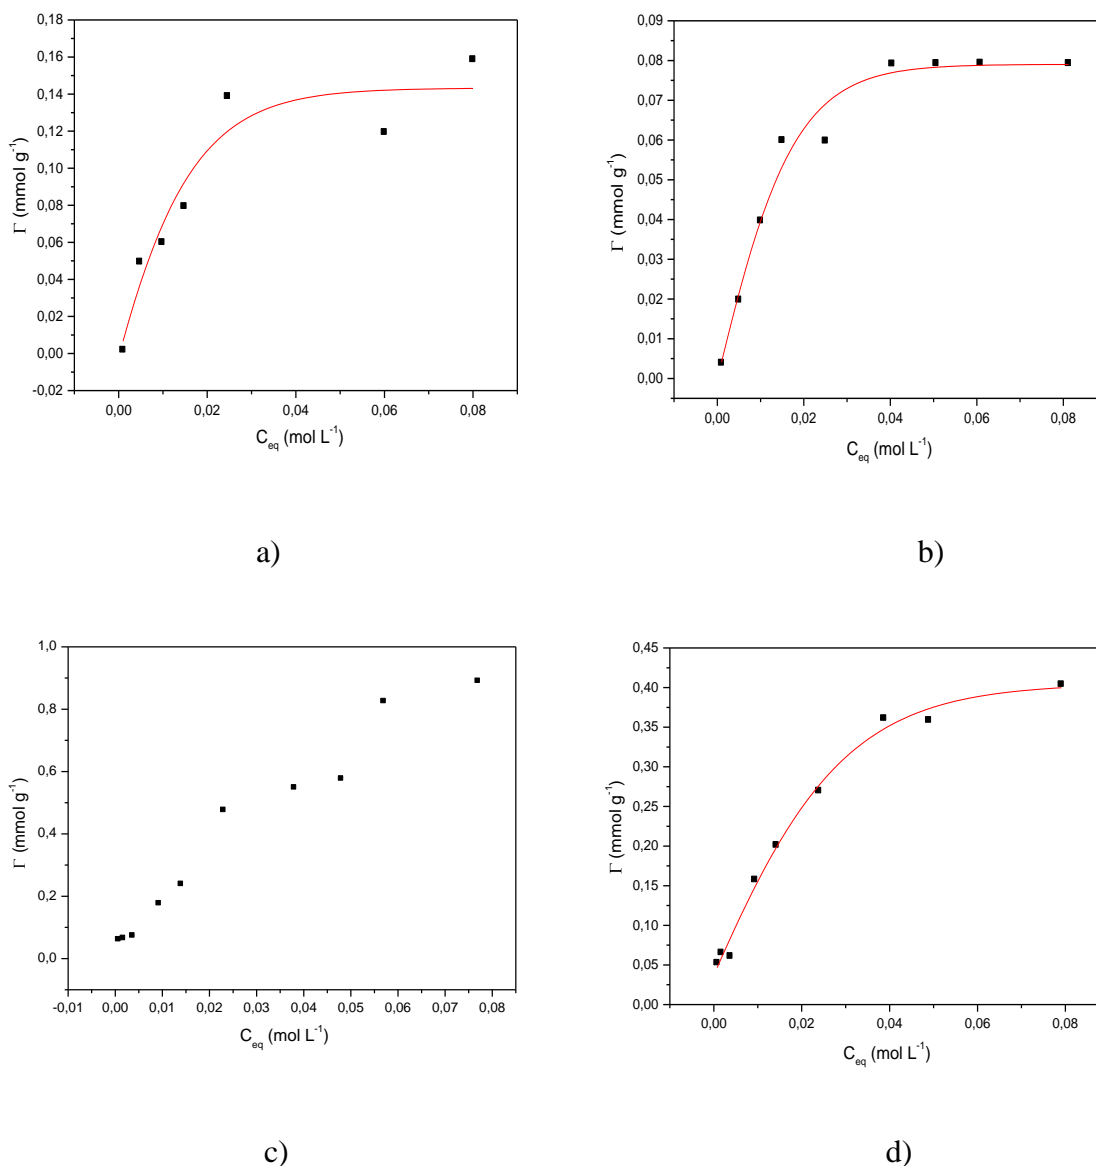 0,18
0,16
0,14
0,12
0,10
0,08
0,06
0,04
0,02
0,00
-0,02
Γ (mmol g-1)
0,00 0,02 0,04 0,06 0,08
Ceq (mol L-1)
a)
0,09
0,08
0,07
0,06
0,05
0,04
0,03
0,02
0,01
0,00
Γ (mmol g-1)
0,00 0,02 0,04 0,06 0,08
Ceq (mol L-1)
b)
1,0
0,8
0,6
0,4
0,2
0,0
Γ (mmol g-1)
-0,01 0,00 0,01 0,02 0,03 0,04 0,05 0,06 0,07 0,08
Ceq (mol L-1)
c)
0,45
0,40
0,35
0,30
0,25
0,20
0,15
0,10
0,05
0,00
Γ (mmol g-1)
0,00 0,02 0,04 0,06 0,08
Ceq (mol L-1)
d)